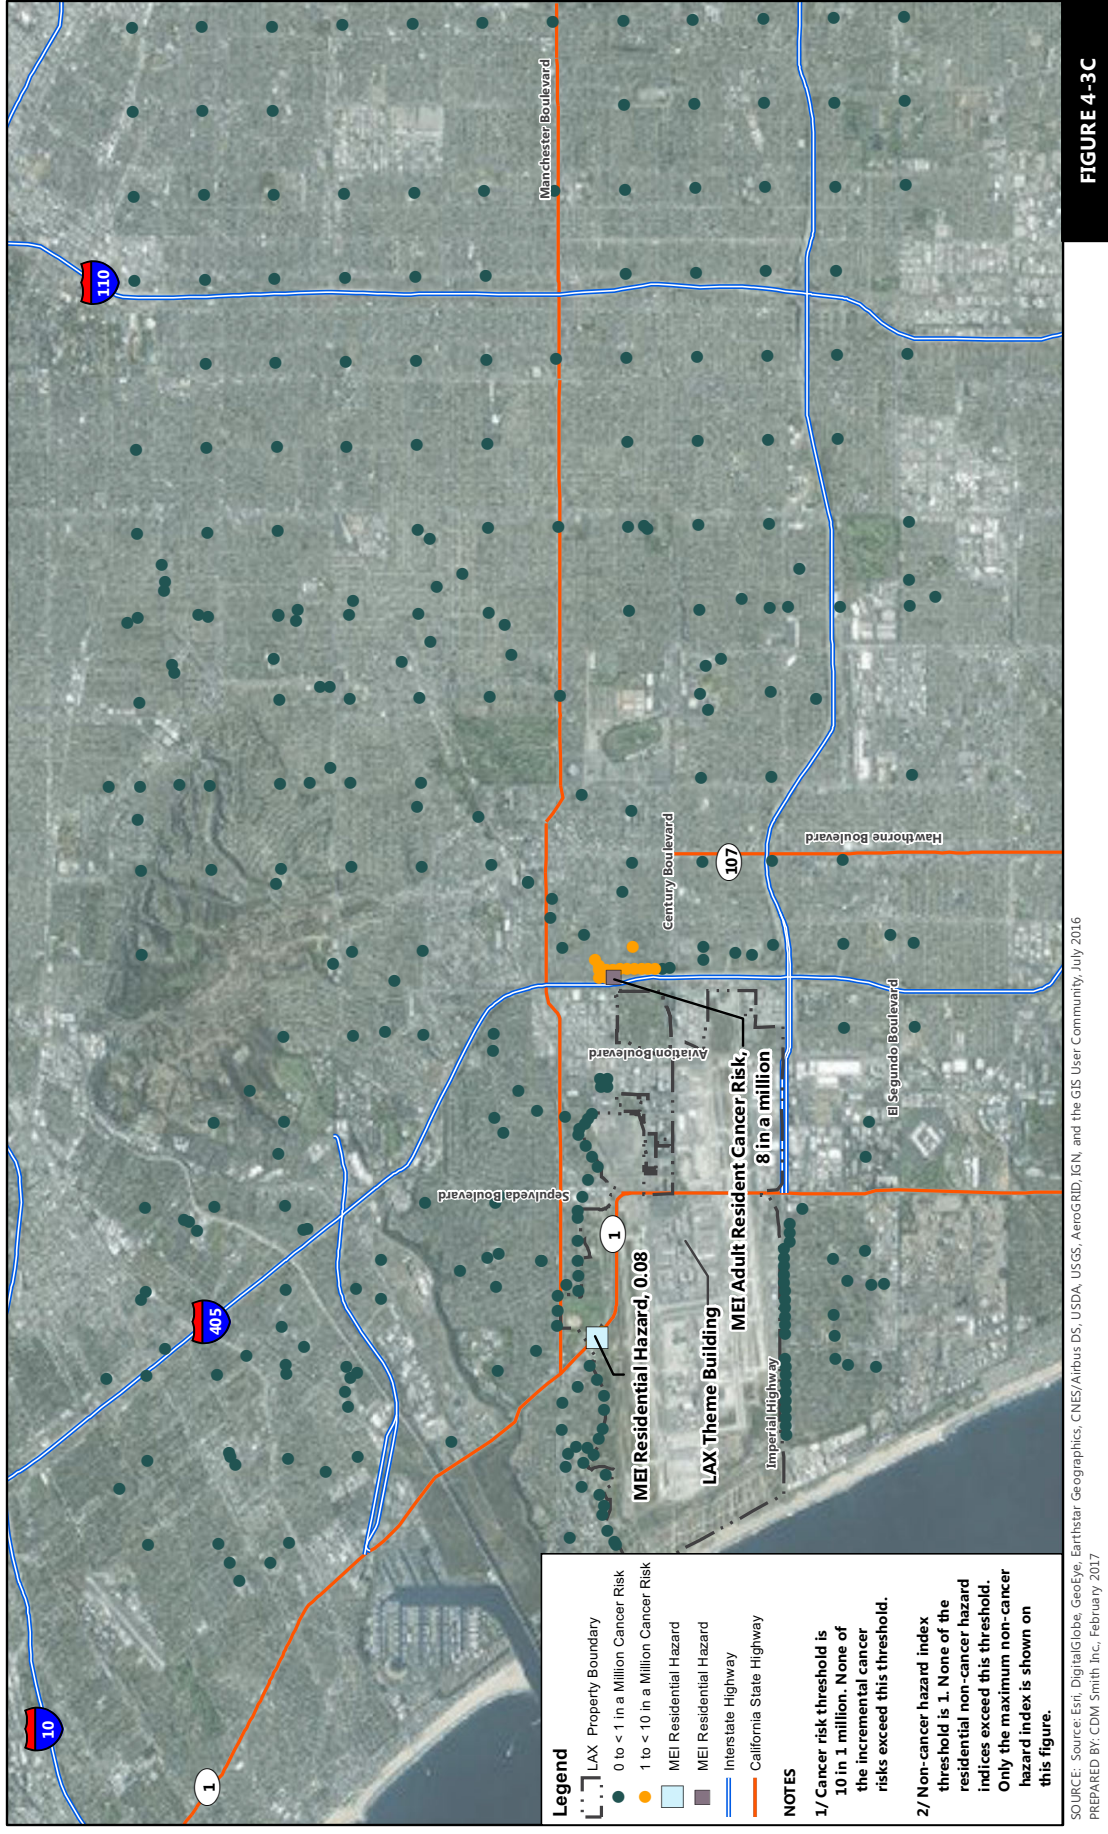 10
1
405
110
Manchester Boulevard
Sepulveda Boulevard
Aviation Boulevard
Century Boulevard
107
Hawthorne Boulevard
1
MEI Residential Hazard, 0.08
LAX Theme Building
MEI Adult Resident Cancer Risk,
8 in a million
Imperial Highway
El Segundo Boulevard
Legend
LAX Property Boundary
0 to < 1 in a Million Cancer Risk
1 to < 10 in a Million Cancer Risk
MEI Residential Hazard
MEI Residential Hazard
Interstate Highway
California State Highway
NOTES
1/ Cancer risk threshold is
10 in 1 million. None of
the incremental cancer
risks exceed this threshold.
2/ Non-cancer hazard index
threshold is 1. None of the
residential non-cancer hazard
indices exceed this threshold.
Only the maximum non-cancer
hazard index is shown on
this figure.
SOURCE: Source: Esri, DigitalGlobe, GeoEye, Earthstar Geographics, CNES/Airbus DS, USDA, USGS, AeroGRID, IGN, and the GIS User Community, July 2016
PREPARED BY: CDM Smith Inc, February 2017
FIGURE 4-3C